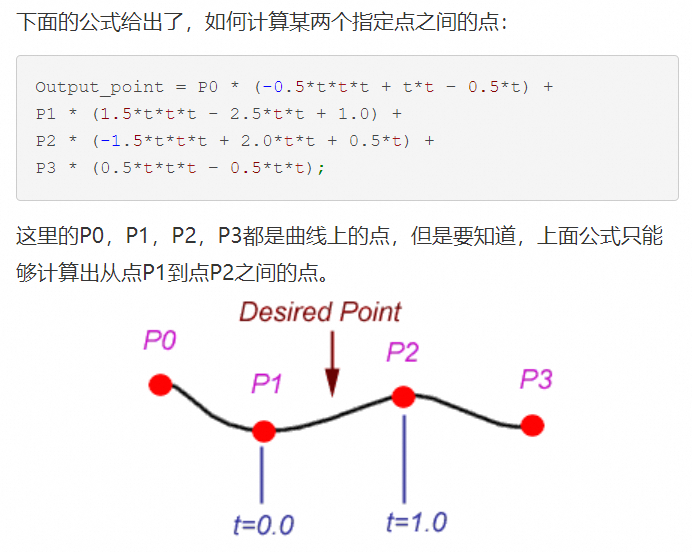 下面的公式给出了，如何计算某两个指定点之间的点：
Output_point = P0 * (-0.5*t*t*t + t*t - 0.5*t) +
P1 * (1.5*t*t*t - 2.5*t*t + 1.0) +
P2 * (-1.5*t*t*t + 2.0*t*t + 0.5*t) +
P3 * (0.5*t*t*t - 0.5*t*t);
这里的P0，P1，P2，P3都是曲线上的点，但是要知道，上面公式只能
够计算出从点P1到点P2之间的点。
Desired Point
P0
P1
P2
P3
t=0.0
t=1.0